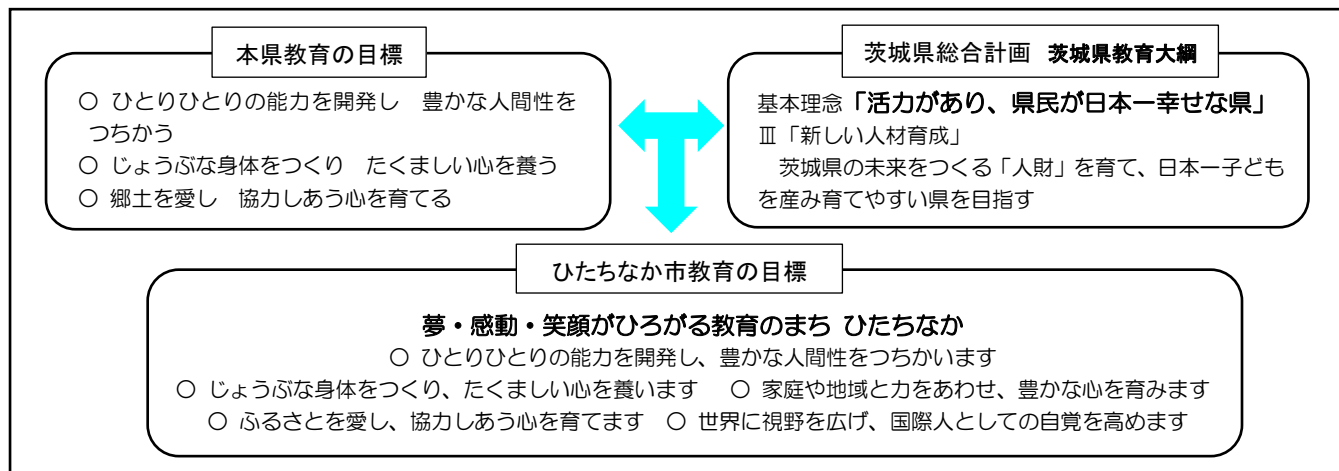 本県教育の目標
○ ひとりひとりの能力を開発し　豊かな人間性を
つちかう
○ じょうぶな身体をつくり　たくましい心を養う
○ 郷土を愛し　協力しあう心を育てる
茨城県総合計画　茨城県教育大綱
基本理念「活力があり、県民が日本一幸せな県」
Ⅲ「新しい人材育成」
茨城県の未来をつくる「人財」を育て、日本一子ども
を産み育てやすい県を目指す
ひたちなか市教育の目標
夢・感動・笑顔がひろがる教育のまち ひたちなか
○ ひとりひとりの能力を開発し、豊かな人間性をつちかいます
○ じょうぶな身体をつくり、たくましい心を養います　○ 家庭や地域と力をあわせ、豊かな心を育みます
○ ふるさとを愛し、協力しあう心を育てます　○ 世界に視野を広げ、国際人としての自覚を高めます